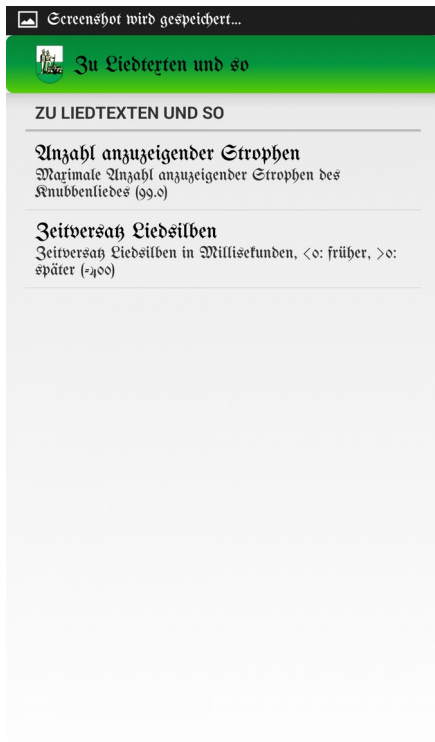 Screenshot wird gespeichert...
Zu Liedtexten und so
ZU LIEDTEXTEN UND SO
Anzahl anzuzeigender Strophen
Maximale Anzahl anzuzeigender Strophen des
Knubbenliedes (99.0)
Zeitversatz Liedsilben
Zeitversatz Liedsilben in Millisekunden, <0: früher, >0:
später (-400)